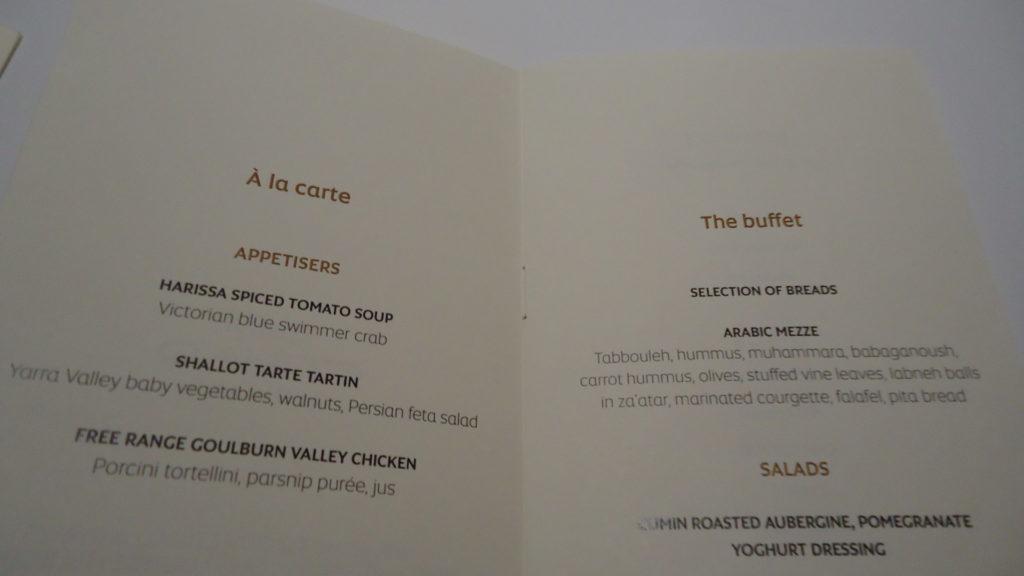 À la carte
APPETISERS
HARISSA SPICED TOMATO SOUP
Victorian blue swimmer crab
SHALLOT TARTE TARTIN
Yarra Valley baby vegetables, walnuts, Persian feta salad
FREE RANGE GOULBURN VALLEY CHICKEN
Porcini tortellini, parsnip purée, jus
The buffet
SELECTION OF BREADS
ARABIC MEZZE
Tabbouleh, hummus, muhammara, babaganoush,
carrot hummus, olives, stuffed vine leaves, labneh balls
in za'atar, marinated courgette, falafel, pita bread
SALADS
CUMIN ROASTED AUBERGINE, POMEGRANATE
YOGHURT DRESSING